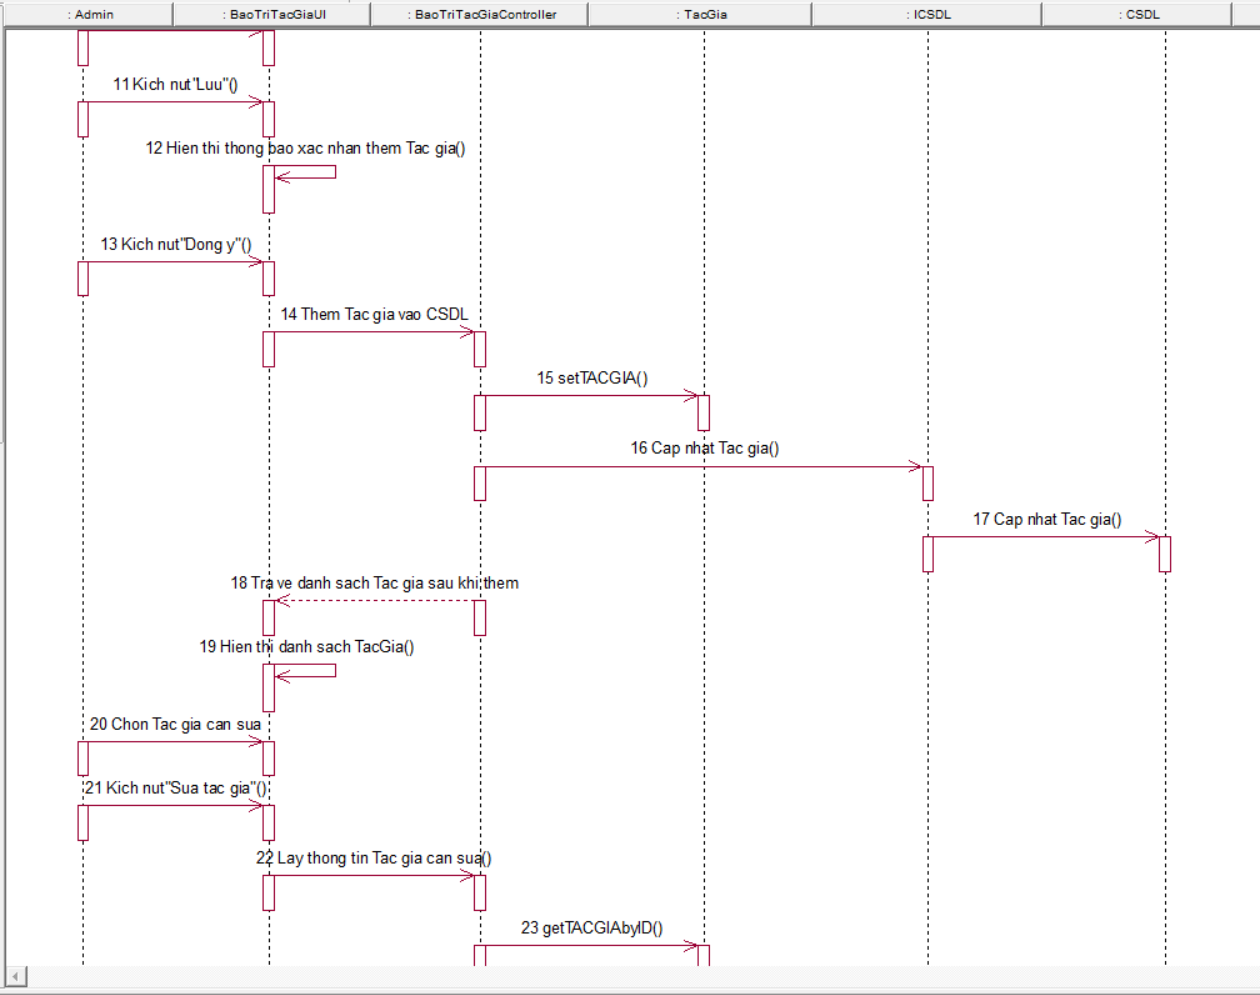 : Admin
: BaoTriTacGiaUI
: BaoTriTacGiaController
: TacGia
: ICSDL
: CSDL
11 Kich nut"Luu"()
12 Hien thi thong bao xac nhan them Tac gia()
13 Kich nut"Dong y"()
14 Them Tac gia vao CSDL
15 setTACGIA()
16 Cap nhat Tac gia()
17 Cap nhat Tac gia()
18 Tra ve danh sach Tac gia sau khi them
19 Hien thi danh sach TacGia()
20 Chon Tac gia can sua
21 Kich nut"Sua tac gia"()
22 Lay thong tin Tac gia can sua()
23 getTACGIAbyID()